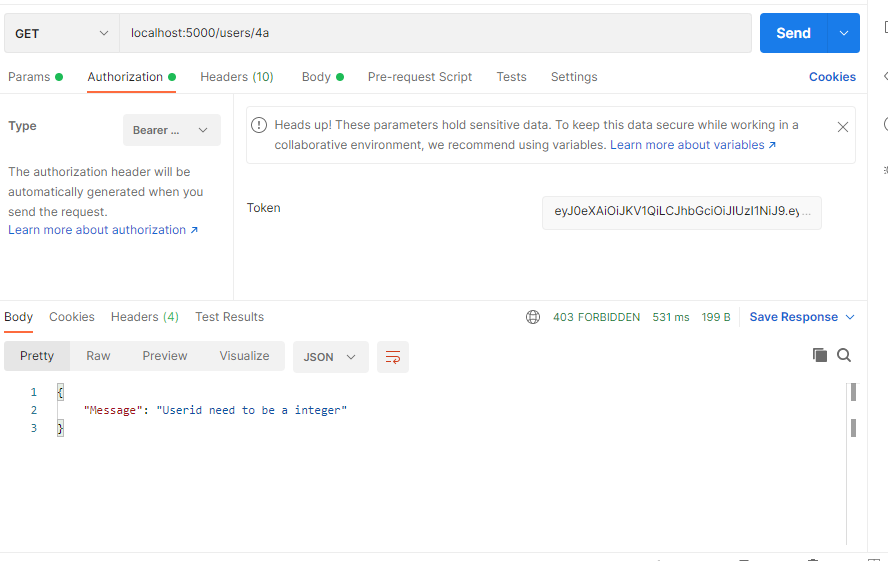 GET
localhost:5000/users/4a
Send
Params
Authorization
Headers (10)
Body
Pre-request Script
Tests
Settings
Cookies
Type
Bearer ...
The authorization header will be
automatically generated when you
send the request.
Learn more about authorization ↗
Heads up! These parameters hold sensitive data. To keep this data secure while working in a
collaborative environment, we recommend using variables. Learn more about variables ↗
Token
eyJ0eXAiOiJKV1QiLCJhbGciOiJIUzI1NiJ9.ey...
Body
Cookies
Headers (4)
Test Results
403 FORBIDDEN
531 ms
199 B
Save Response
Pretty
Raw
Preview
Visualize
JSON
1 {
2 "Message": "Userid need to be a integer"
3 }